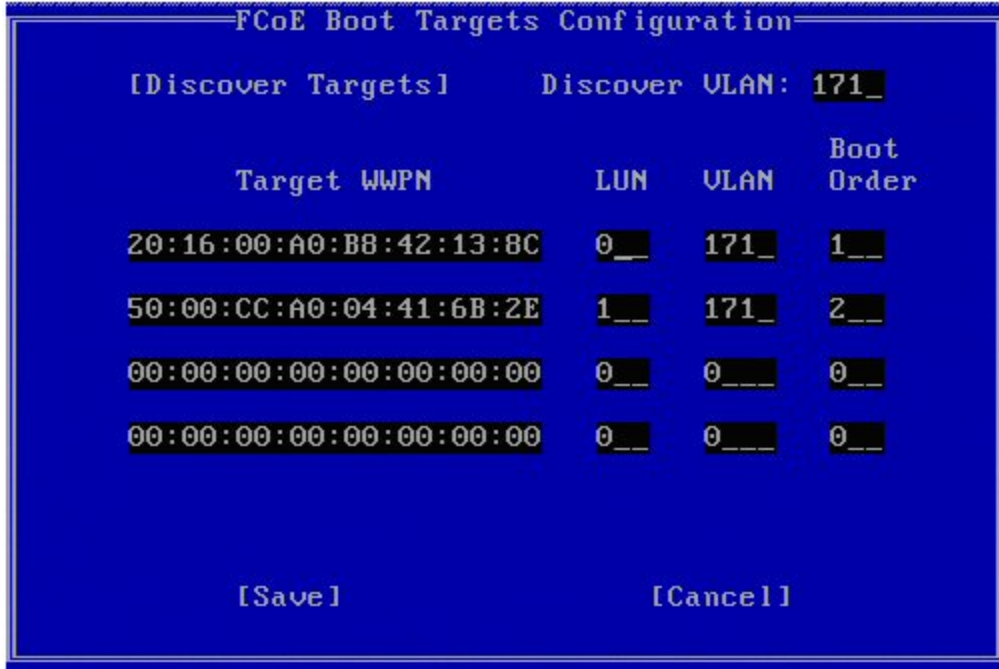 FCoE Boot Targets Configuration
[Discover Targets] Discover VLAN: 171_
Boot
Target WWPN LUN VLAN Order
20:16:00:A0:B8:42:13:8C 0__ 171_ 1__
50:00:CC:A0:04:41:6B:2E 1__ 171_ 2__
00:00:00:00:00:00:00:00 0__ 0___ 0__
00:00:00:00:00:00:00:00 0__ 0___ 0__
[Save] [Cancel]